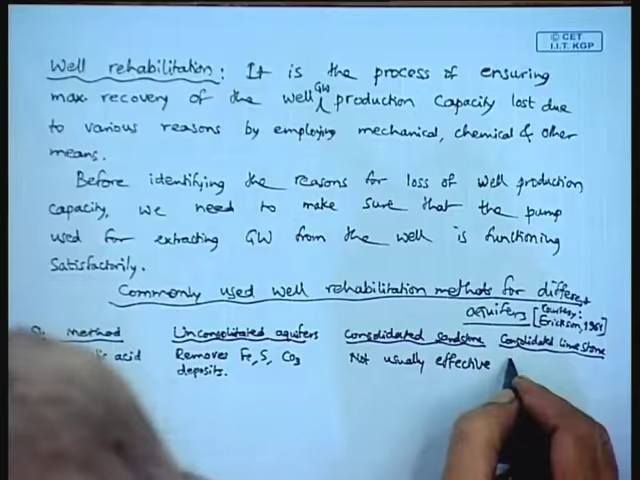 © CET
I.I.T. KGP
Well rehabilitation: It is the process of ensuring
max. recovery of the well GW production capacity lost due
to various reasons by employing mechanical, chemical & other
means.
Before identifying the reasons for loss of well production
capacity, we need to make sure that the pump
used for extracting GW from the well is functioning
satisfactorily.
Commonly used well rehabilitation methods for different
aquifers [Courtesy: Erickson, 1961]
method Unconsolidated aquifers Consolidated sandstone Consolidated limestone
acid Removes Fe, S, CO3 Not usually effective
deposits.